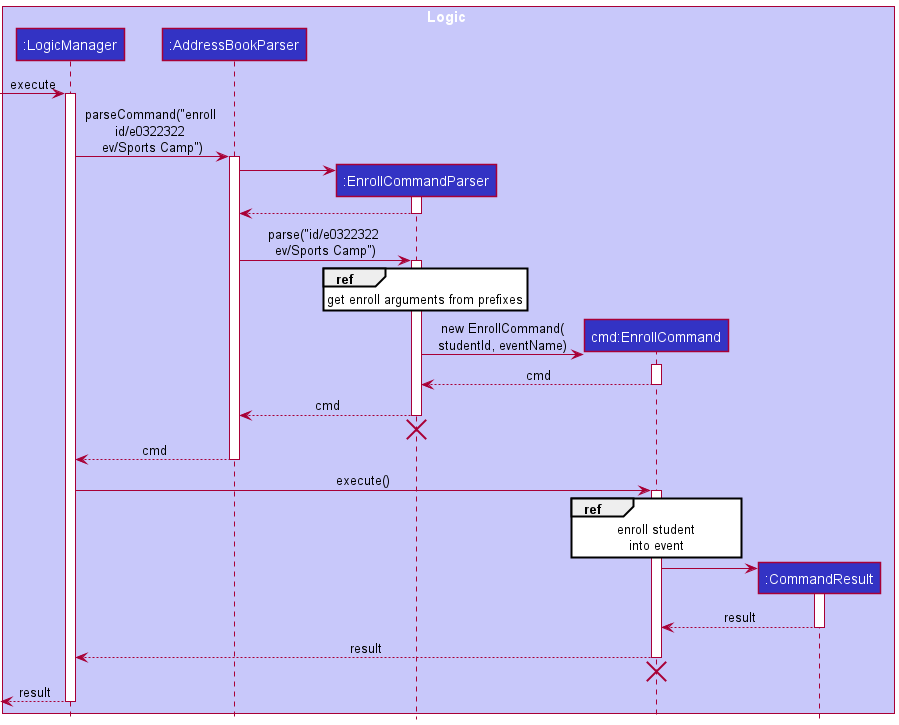 Logic
:LogicManager
:AddressBookParser
execute
parseCommand("enroll
id/e0322322
ev/Sports Camp")
:EnrollCommandParser
parse("id/e0322322
ev/Sports Camp")
ref
get enroll arguments from prefixes
new EnrollCommand(
studentId, eventName)
cmd:EnrollCommand
cmd
cmd
cmd
execute()
ref
enroll student
into event
:CommandResult
result
result
result